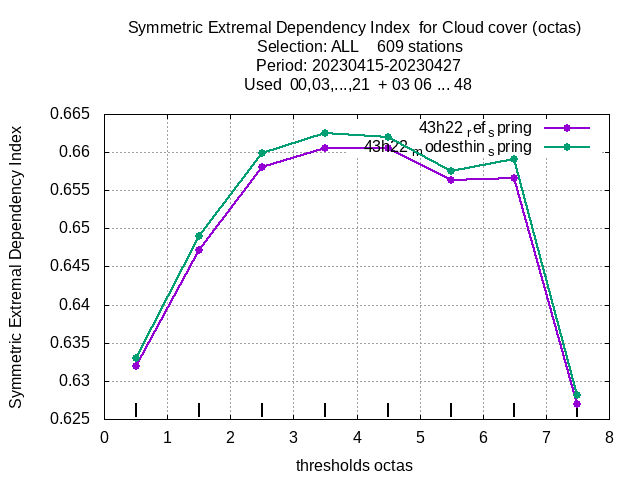 Symmetric Extremal Dependency Index  for Cloud cover (octas)
Selection: ALL    609 stations
Period: 20230415-20230427
Used  00,03,...,21  + 03 06 ... 48
43h22 ref spring
43h22 modesthin spring
0.665
0.66
0.655
0.65
0.645
0.64
0.635
0.63
0.625
Symmetric Extremal Dependency Index
0 1 2 3 4 5 6 7 8
thresholds octas